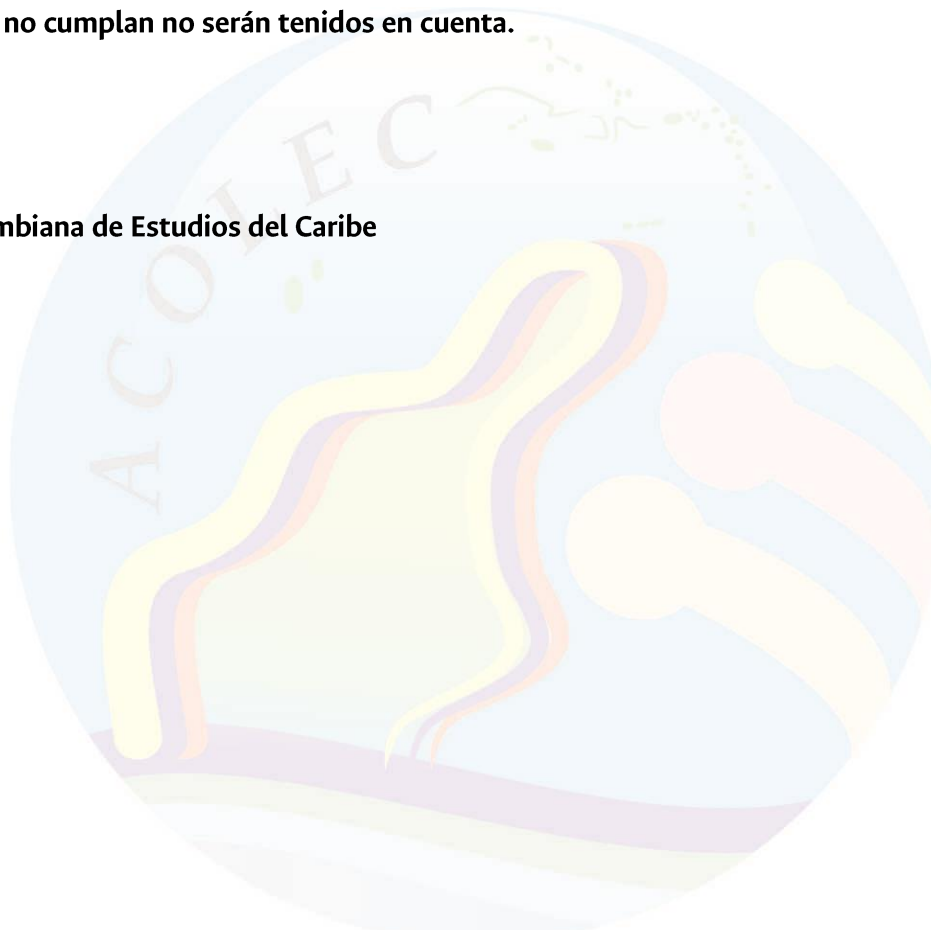 no cumplan no serán tenidos en cuenta.
ACOLEC
mbiana de Estudios del Caribe